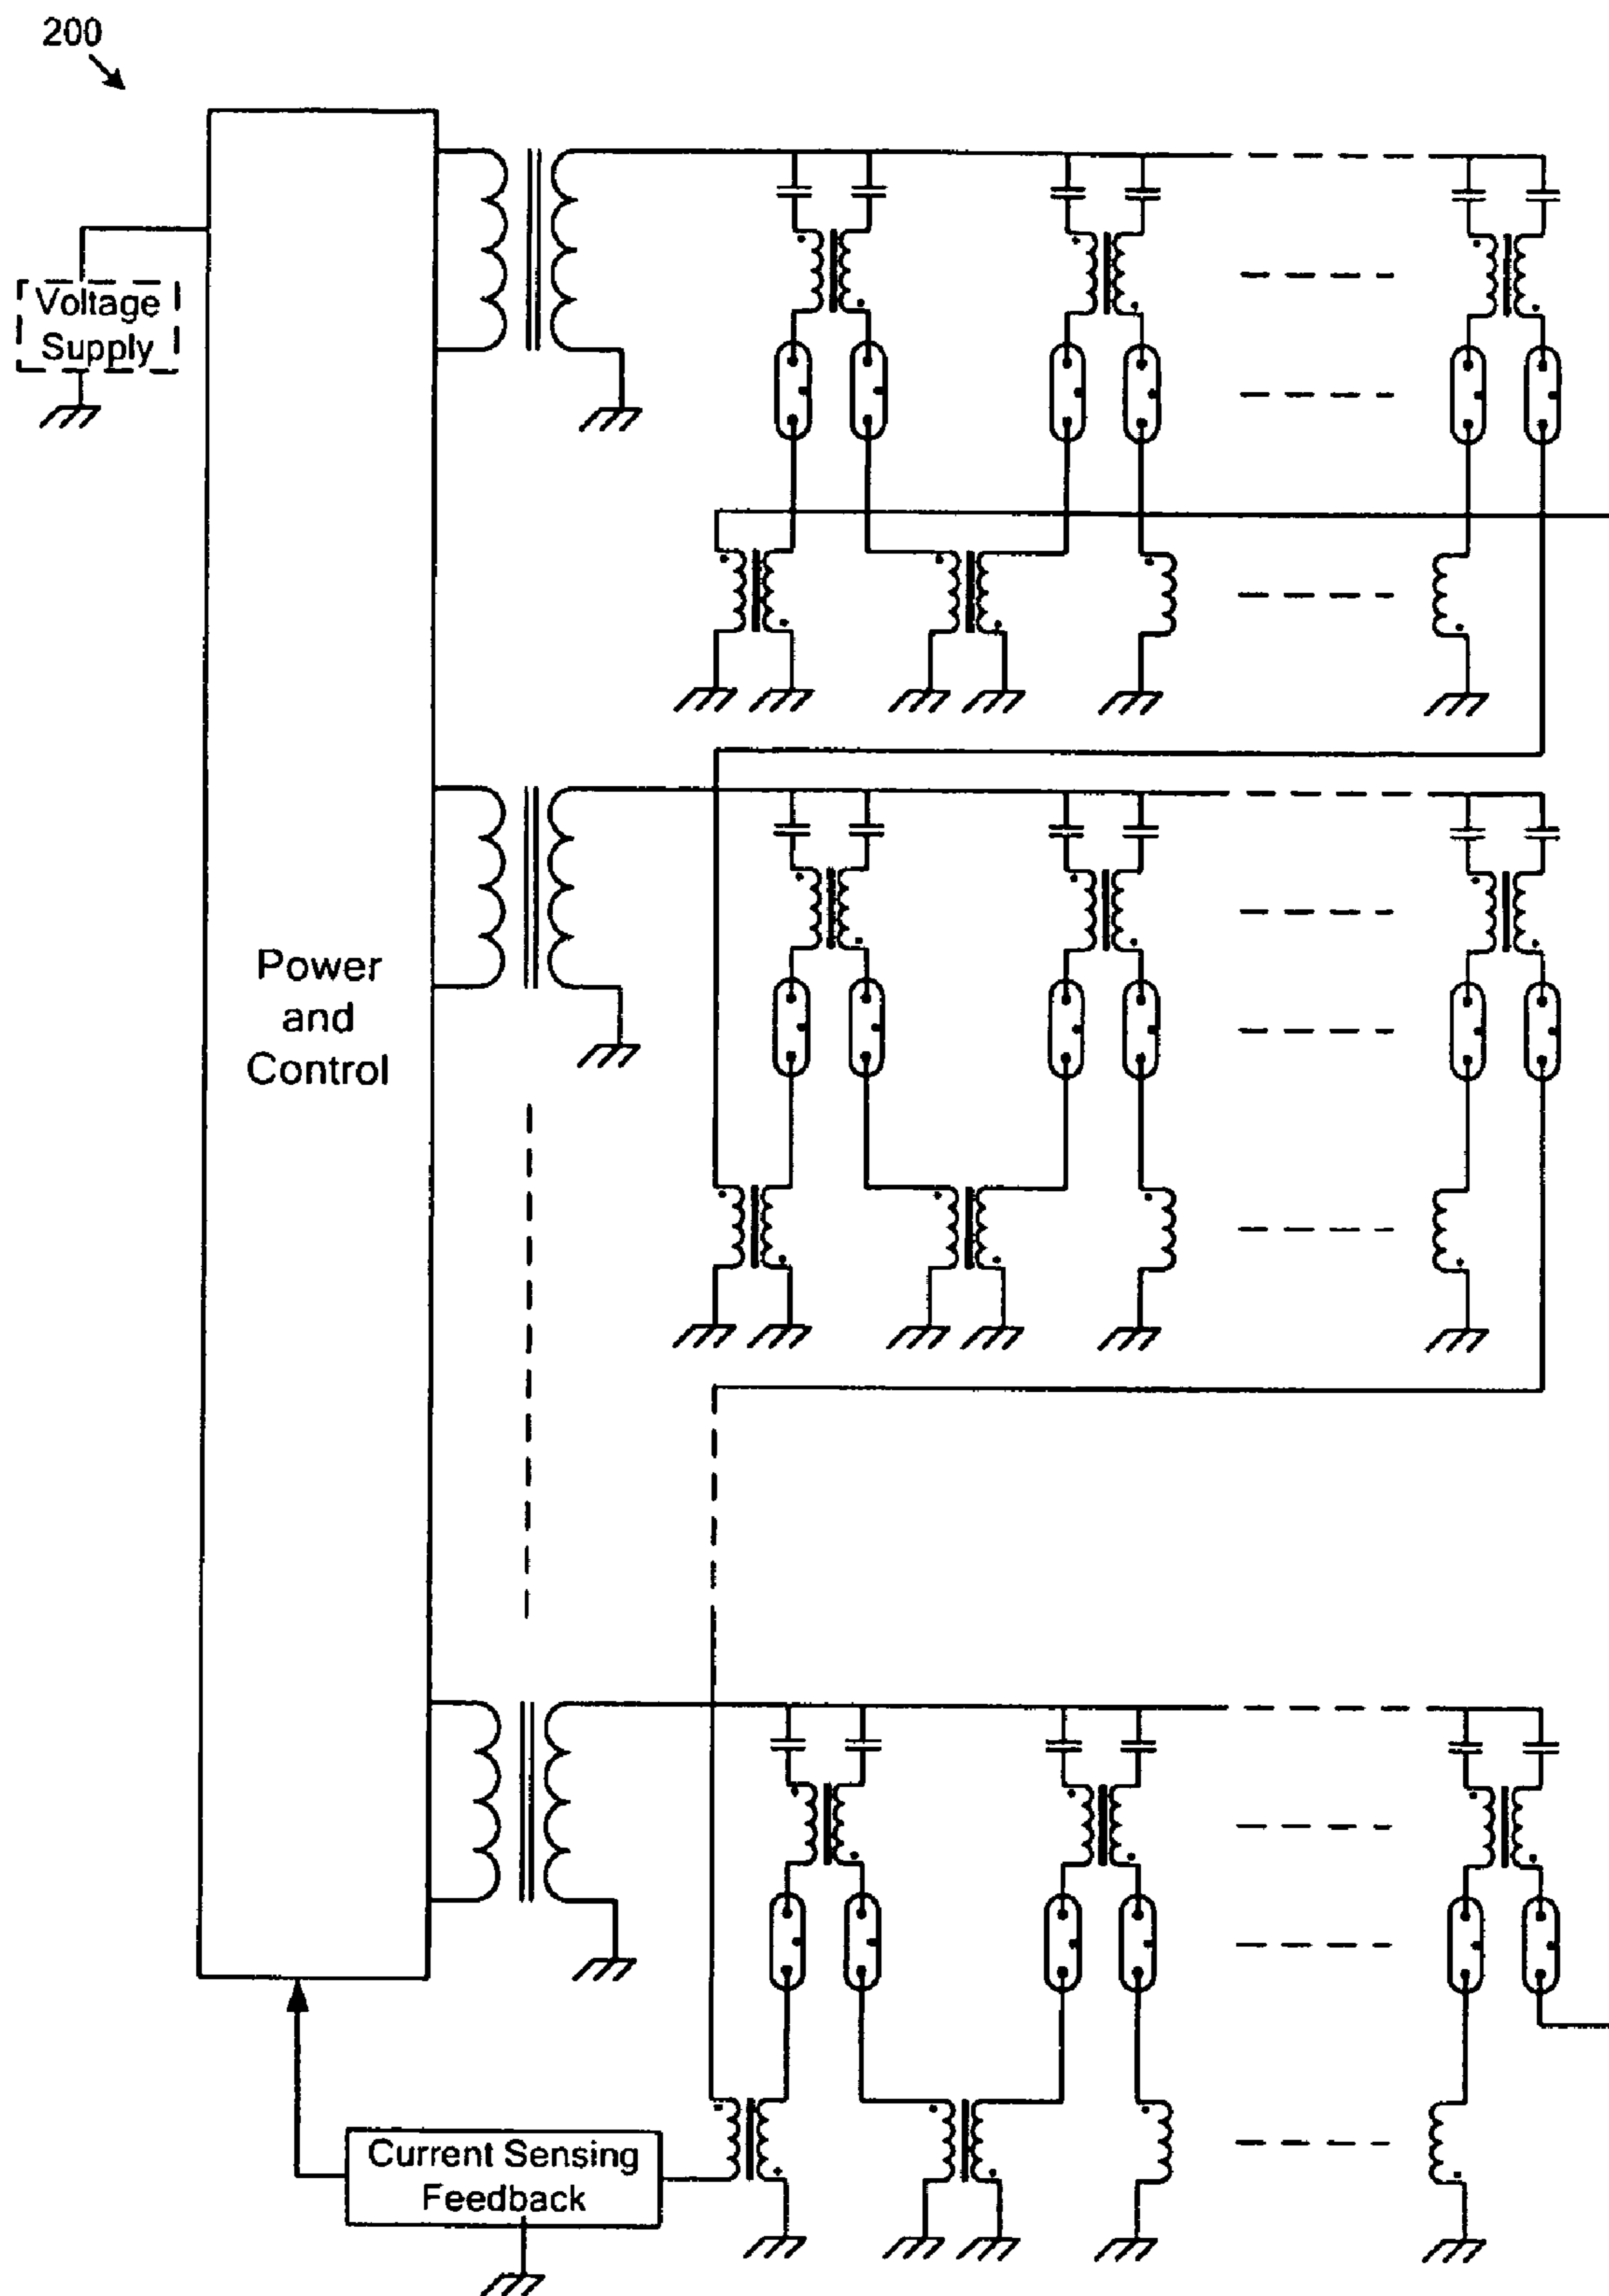 200
Voltage
Supply
Power
and
Control
Current Sensing
Feedback